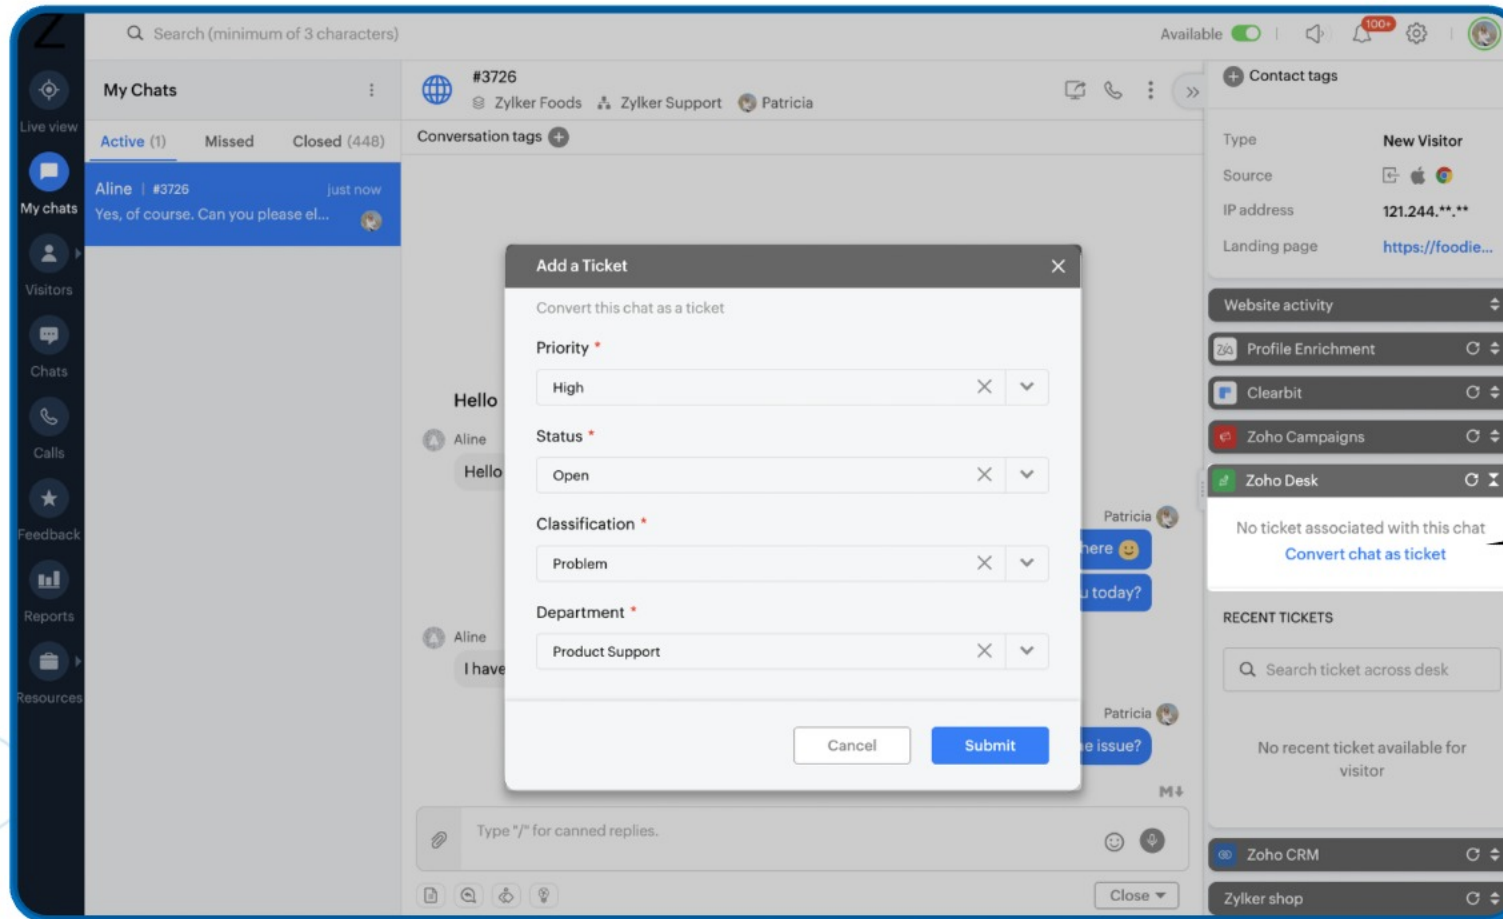 Z
Search (minimum of 3 characters)
Available
100+
Live view
My chats
Visitors
Chats
Calls
Feedback
Reports
Resources
My Chats
Active (1) Missed Closed (448)
Aline | #3726 just now
Yes, of course. Can you please el...
#3726
Zylker Foods Zylker Support Patricia
Conversation tags
Hello
Aline
Hello
Patricia
here 🙂
u today?
Aline
I have
Patricia
e issue?
M
Type "/" for canned replies.
Close
Add a Ticket
Convert this chat as a ticket
Priority *
High
Status *
Open
Classification *
Problem
Department *
Product Support
Cancel Submit
Contact tags
Type New Visitor
Source
IP address 121.244.**.**
Landing page https://foodie...
Website activity
Profile Enrichment
Clearbit
Zoho Campaigns
Zoho Desk
No ticket associated with this chat
Convert chat as ticket
RECENT TICKETS
Search ticket across desk
No recent ticket available for
visitor
Zoho CRM
Zylker shop